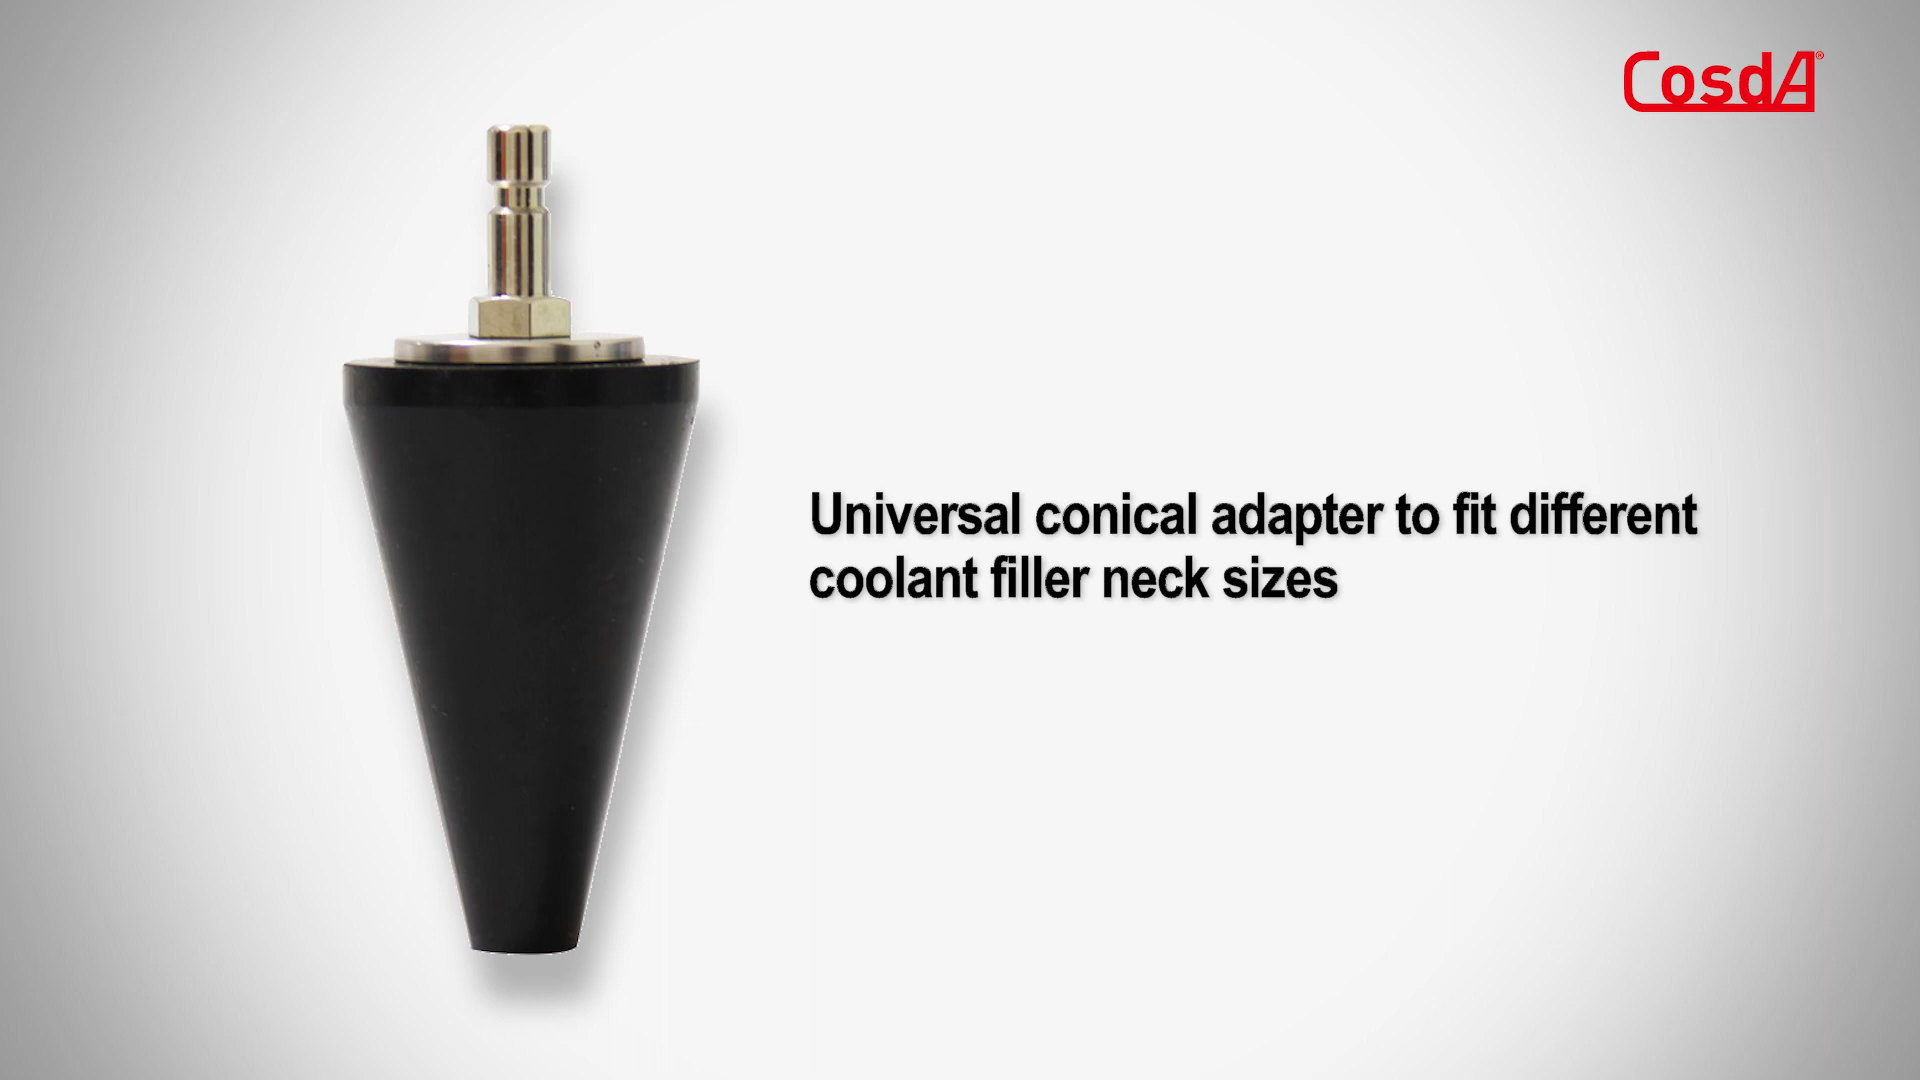 CosdA®
Universal conical adapter to fit different
coolant filler neck sizes